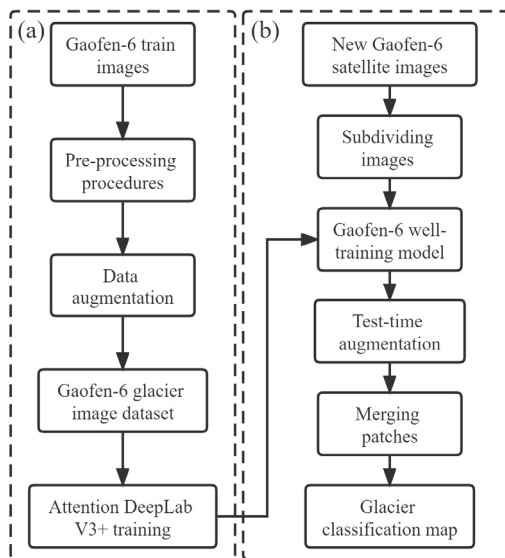 (a)
Gaofen-6 train
images
Pre-processing
procedures
Data
augmentation
Gaofen-6 glacier
image dataset
Attention DeepLab
V3+ training
(b)
New Gaofen-6
satellite images
Subdividing
images
Gaofen-6 well-
training model
Test-time
augmentation
Merging
patches
Glacier
classification map